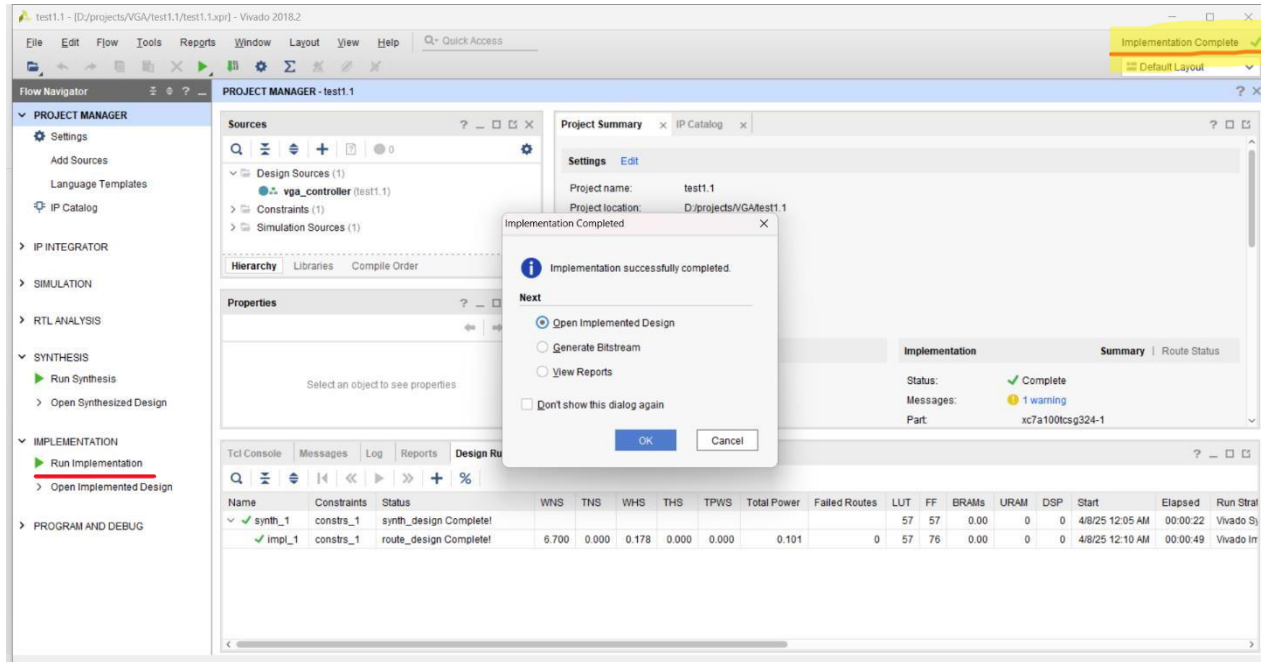 test1.1 - [D:/projects/VGA/test1.1/test1.1.xpr] - Vivado 2018.2
File Edit Flow Tools Reports Window Layout View Help Quick Access
Implementation Complete
Default Layout
Flow Navigator
PROJECT MANAGER - test1.1
PROJECT MANAGER
Settings
Add Sources
Language Templates
IP Catalog
IP INTEGRATOR
SIMULATION
RTL ANALYSIS
SYNTHESIS
Run Synthesis
Open Synthesized Design
IMPLEMENTATION
Run Implementation
Open Implemented Design
PROGRAM AND DEBUG
Sources
0
Design Sources (1)
vga_controller (test1.1)
Constraints (1)
Simulation Sources (1)
Hierarchy Libraries Compile Order
Properties
Select an object to see properties
Project Summary IP Catalog
Settings Edit
Project name: test1.1
Project location: D:/projects/VGA/test1.1
Implementation Summary | Route Status
Status: Complete
Messages: 1 warning
Part: xc7a100tcsg324-1
Implementation Completed
Implementation successfully completed.
Next
Open Implemented Design
Generate Bitstream
View Reports
Don't show this dialog again
OK Cancel
Tcl Console Messages Log Reports Design Ru
Name Constraints Status WNS TNS WHS THS TPWS Total Power Failed Routes LUT FF BRAMs URAM DSP Start Elapsed Run Strat
synth_1 constrs_1 synth_design Complete! 57 57 0.00 0 0 4/8/25 12:05 AM 00:00:22 Vivado Sy
impl_1 constrs_1 route_design Complete! 6.700 0.000 0.178 0.000 0.000 0.101 0 57 76 0.00 0 0 4/8/25 12:10 AM 00:00:49 Vivado Im